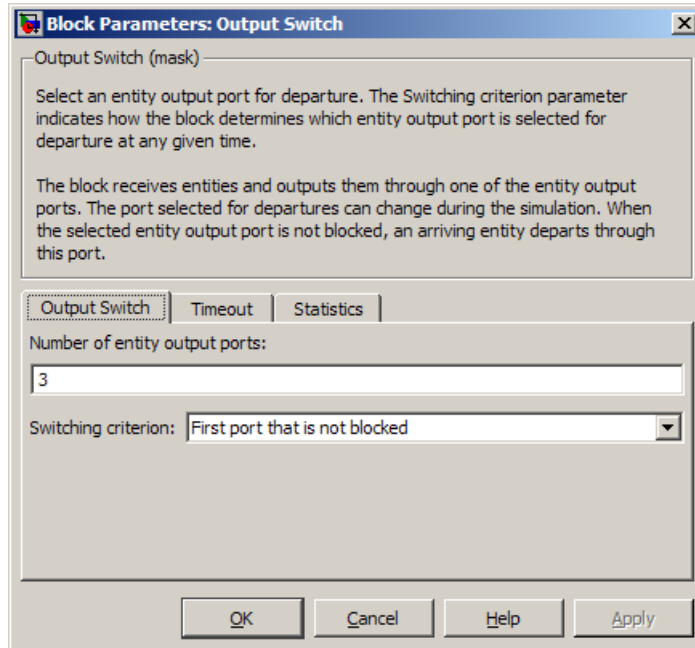 Block Parameters: Output Switch
Output Switch (mask)
Select an entity output port for departure. The Switching criterion parameter
indicates how the block determines which entity output port is selected for
departure at any given time.
The block receives entities and outputs them through one of the entity output
ports. The port selected for departures can change during the simulation. When
the selected entity output port is not blocked, an arriving entity departs through
this port.
Output Switch Timeout Statistics
Number of entity output ports:
3
Switching criterion: First port that is not blocked
OK Cancel Help Apply